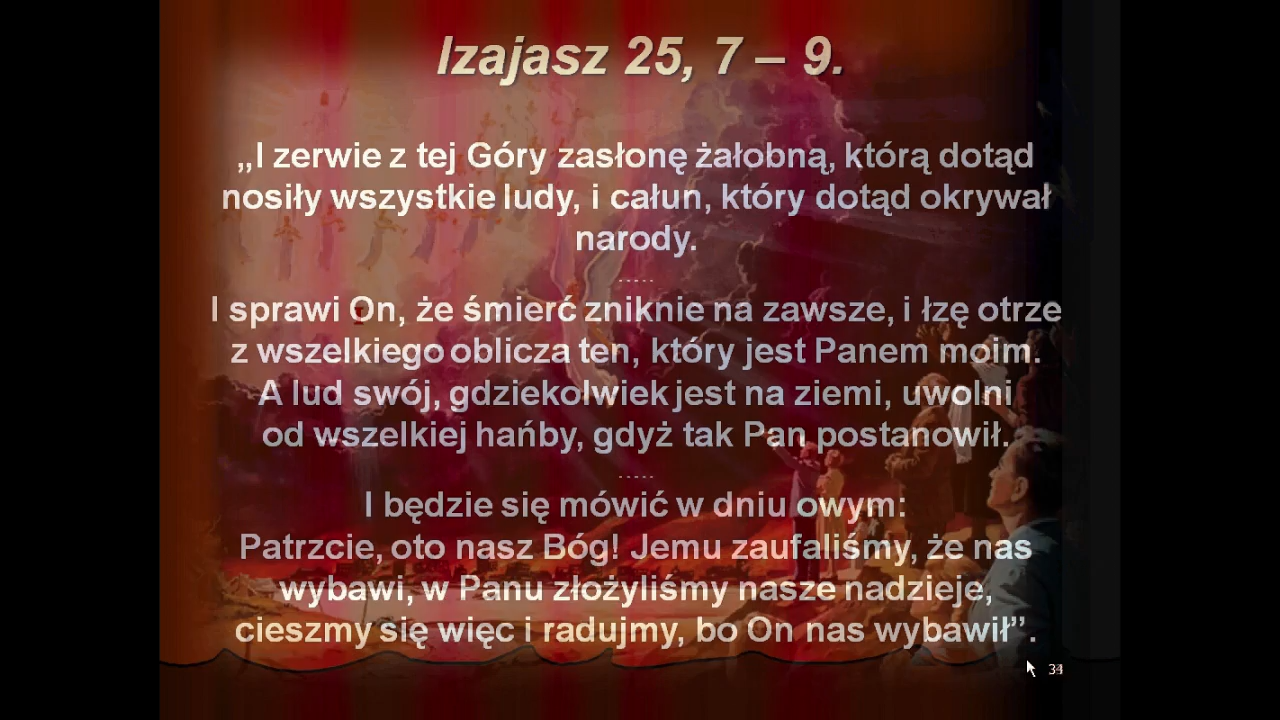 Izajasz 25, 7 – 9.
„I zerwie z tej Góry zasłonę żałobną, którą dotąd
nosiły wszystkie ludy, i całun, który dotąd okrywał
narody.
-----
I sprawi On, że śmierć zniknie na zawsze, i łzę otrze
z wszelkiego oblicza ten, który jest Panem moim.
A lud swój, gdziekolwiek jest na ziemi, uwolni
od wszelkiej hańby, gdyż tak Pan postanowił.
-----
I będzie się mówić w dniu owym:
Patrzcie, oto nasz Bóg! Jemu zaufaliśmy, że nas
wybawi, w Panu złożyliśmy nasze nadzieje,
cieszmy się więc i radujmy, bo On nas wybawił”.